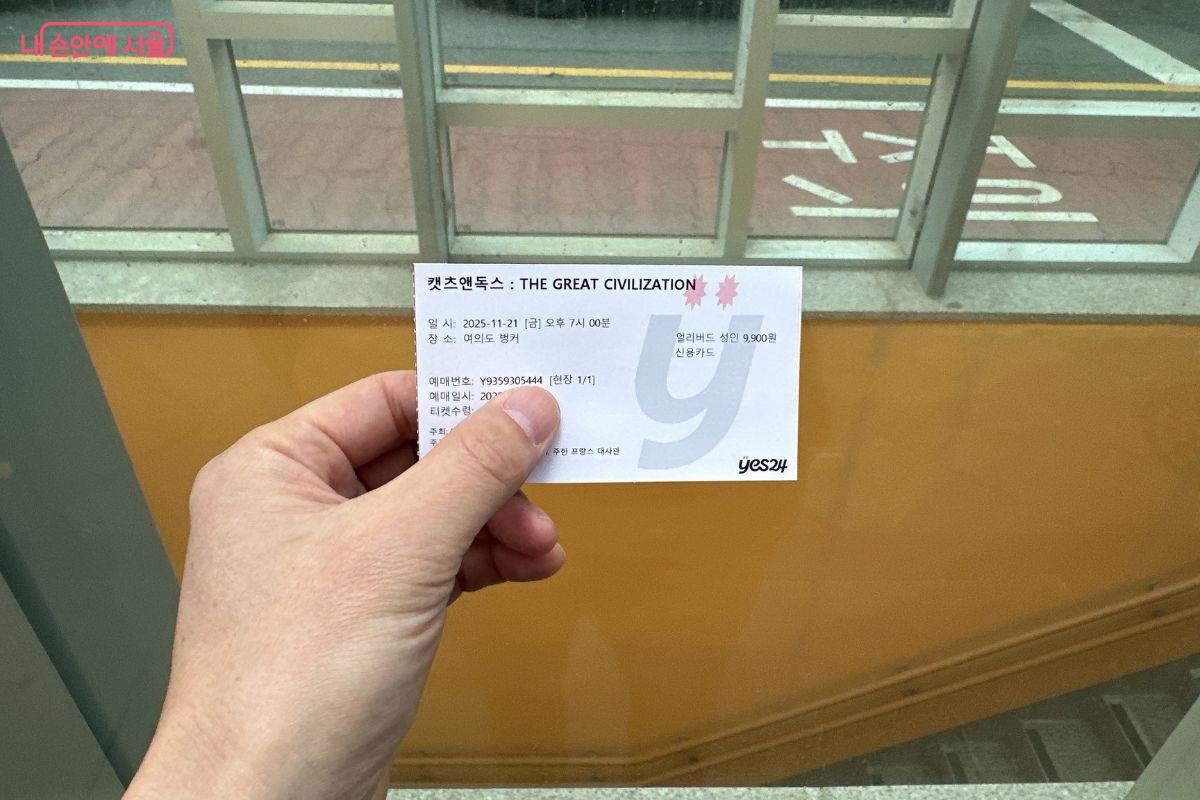 내 손안에 서울
캣츠앤독스 : THE GREAT CIVILIZATION
일 시: 2025-11-21 [금] 오후 7시 00분
장 소: 여의도 벙커
얼리버드 성인 9,900원
신용카드
예매번호: Y9359305444 [현장 1/1]
예매일시:
티켓수령:
주최:
주한 프랑스 대사관
y
yes24